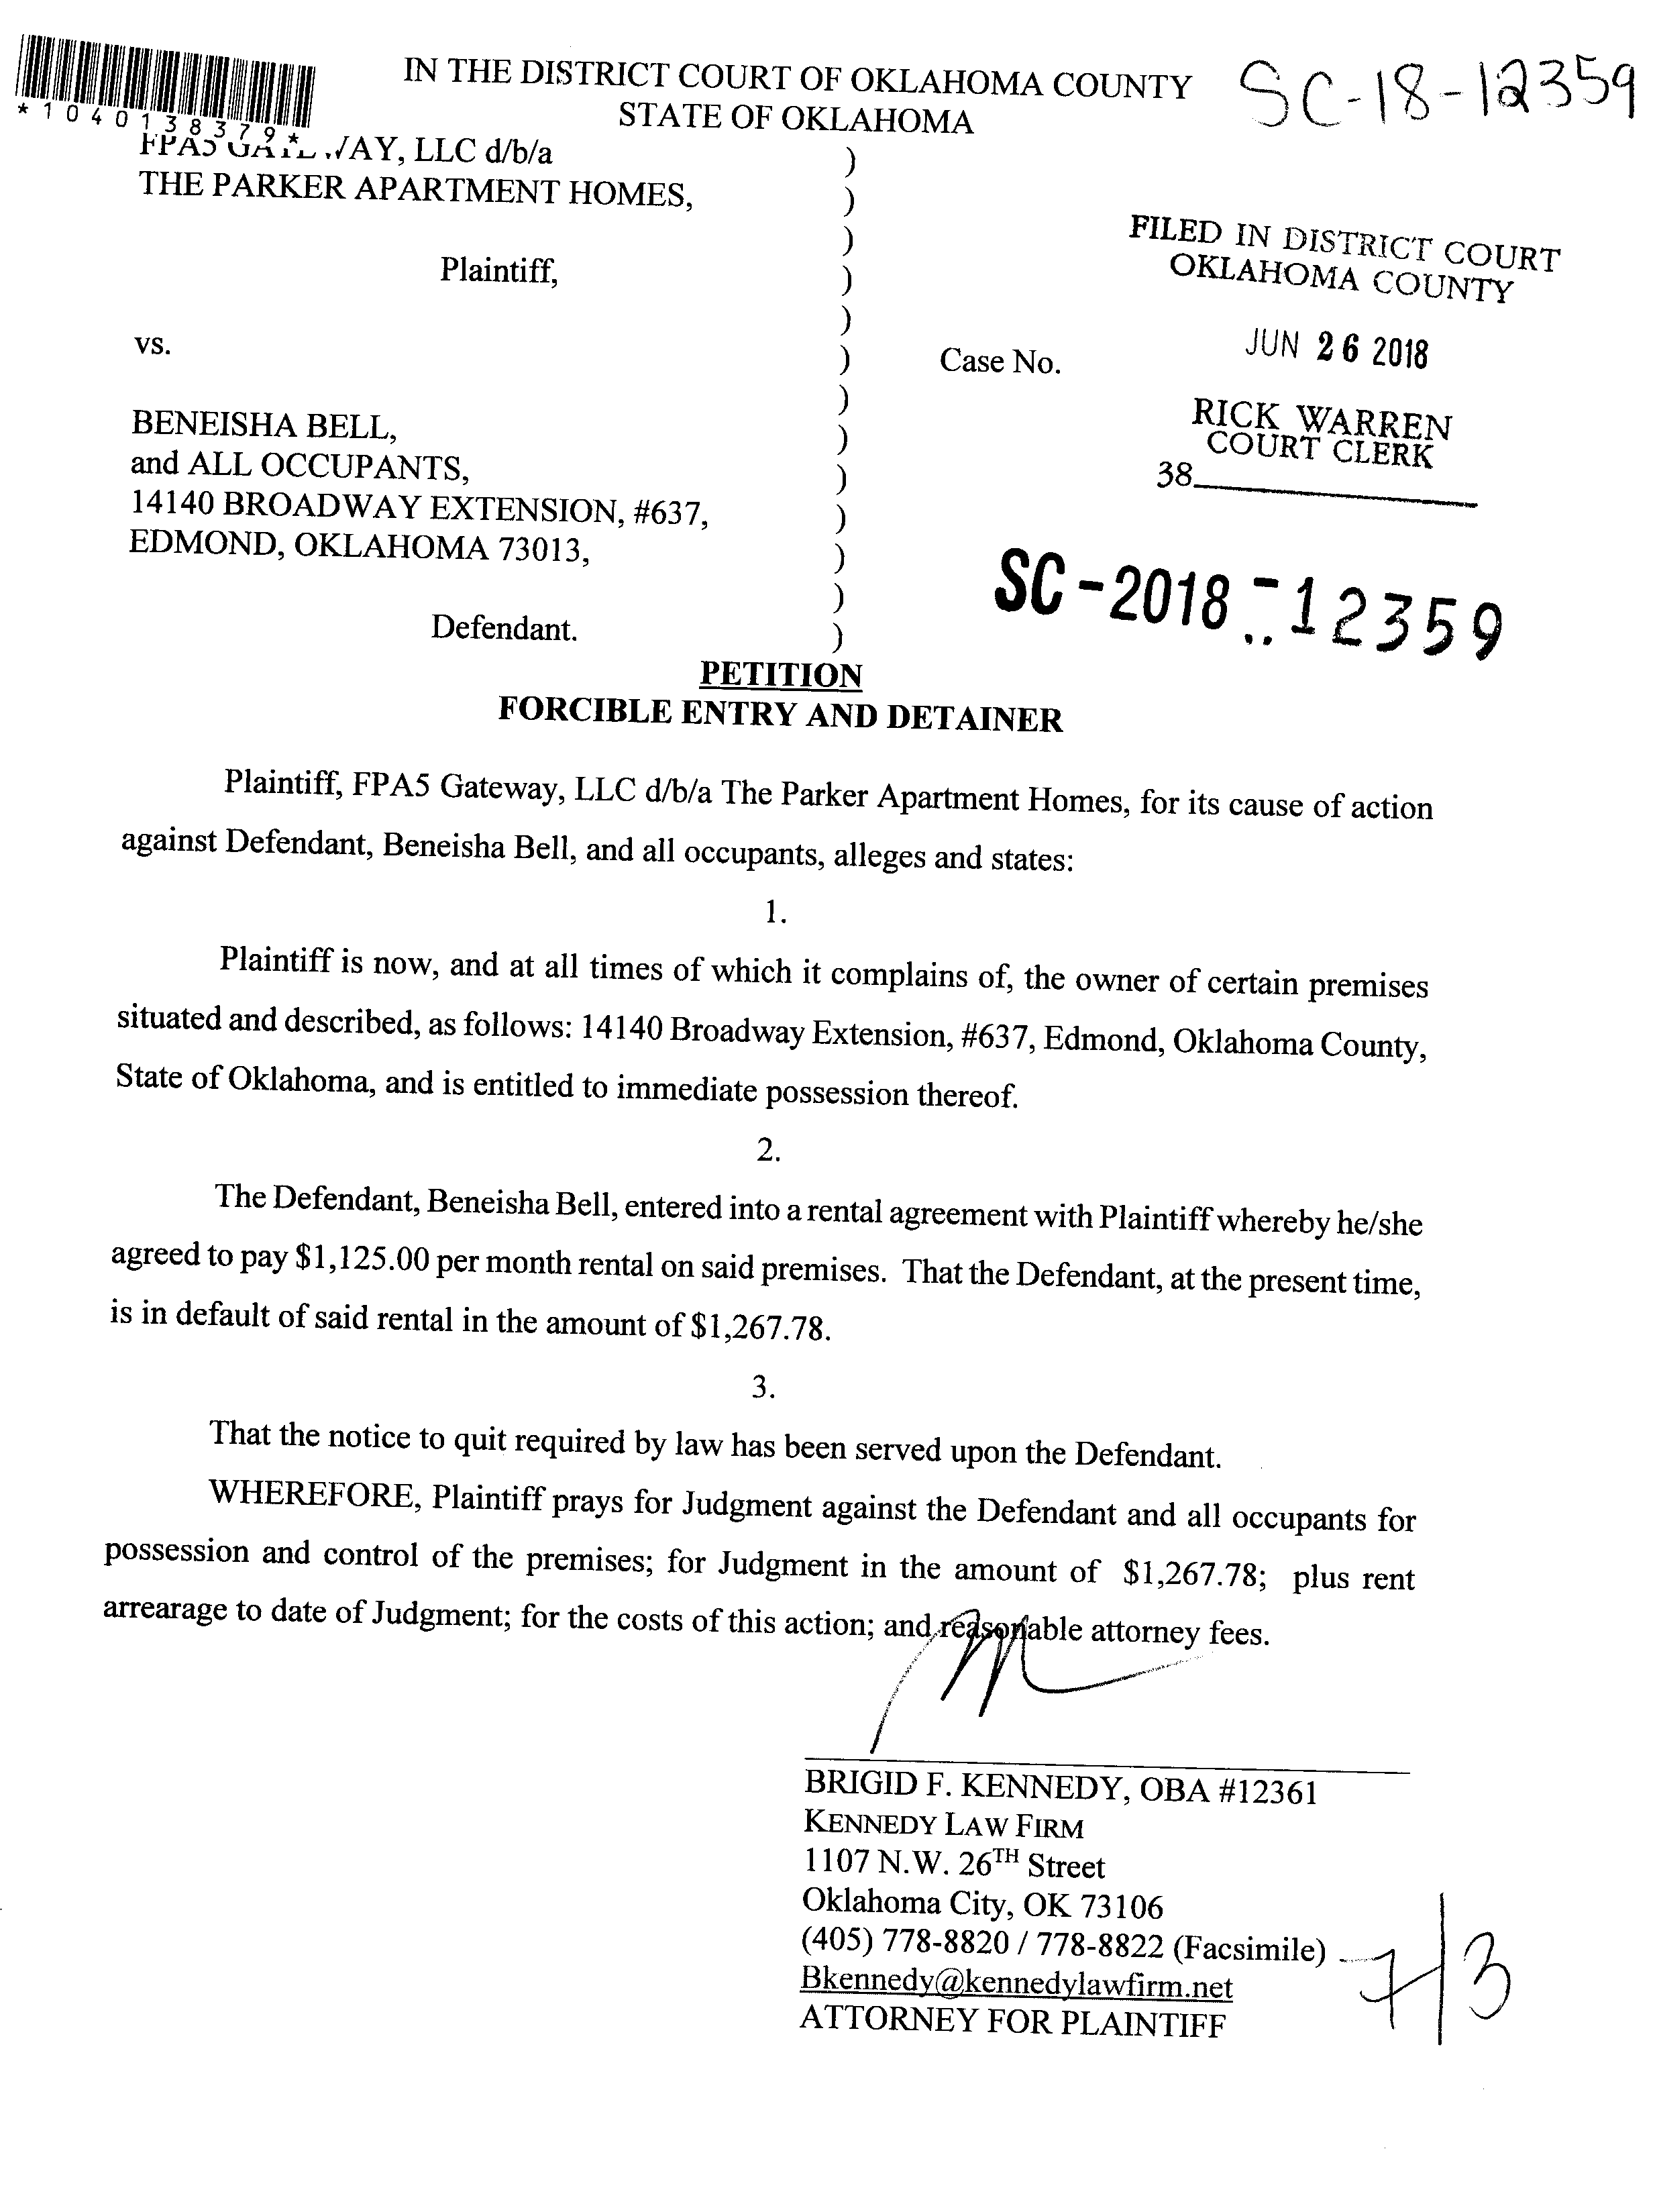 IN THE DISTRICT COURT OF OKLAHOMA COUNTY
STATE OF OKLAHOMA
SC-18-12359
*1040138379*
FPA5 GATEWAY, LLC d/b/a
THE PARKER APARTMENT HOMES,
Plaintiff,
vs.
BENEISHA BELL,
and ALL OCCUPANTS,
14140 BROADWAY EXTENSION, #637,
EDMOND, OKLAHOMA 73013,
Defendant.
)
)
)
)
)
)
)
)
)
)
)
)
)
Case No.
FILED IN DISTRICT COURT
OKLAHOMA COUNTY
JUN 26 2018
RICK WARREN
COURT CLERK
38
SC-2018-12359
PETITION
FORCIBLE ENTRY AND DETAINER
Plaintiff, FPA5 Gateway, LLC d/b/a The Parker Apartment Homes, for its cause of action
against Defendant, Beneisha Bell, and all occupants, alleges and states:
1.
Plaintiff is now, and at all times of which it complains of, the owner of certain premises
situated and described, as follows: 14140 Broadway Extension, #637, Edmond, Oklahoma County,
State of Oklahoma, and is entitled to immediate possession thereof.
2.
The Defendant, Beneisha Bell, entered into a rental agreement with Plaintiff whereby he/she
agreed to pay $1,125.00 per month rental on said premises. That the Defendant, at the present time,
is in default of said rental in the amount of $1,267.78.
3.
That the notice to quit required by law has been served upon the Defendant.
WHEREFORE, Plaintiff prays for Judgment against the Defendant and all occupants for
possession and control of the premises; for Judgment in the amount of $1,267.78; plus rent
arrearage to date of Judgment; for the costs of this action; and reasonable attorney fees.
BRIGID F. KENNEDY, OBA #12361
KENNEDY LAW FIRM
1107 N.W. 26TH Street
Oklahoma City, OK 73106
(405) 778-8820 / 778-8822 (Facsimile)
Bkennedy@kennedylawfirm.net
ATTORNEY FOR PLAINTIFF
7/3